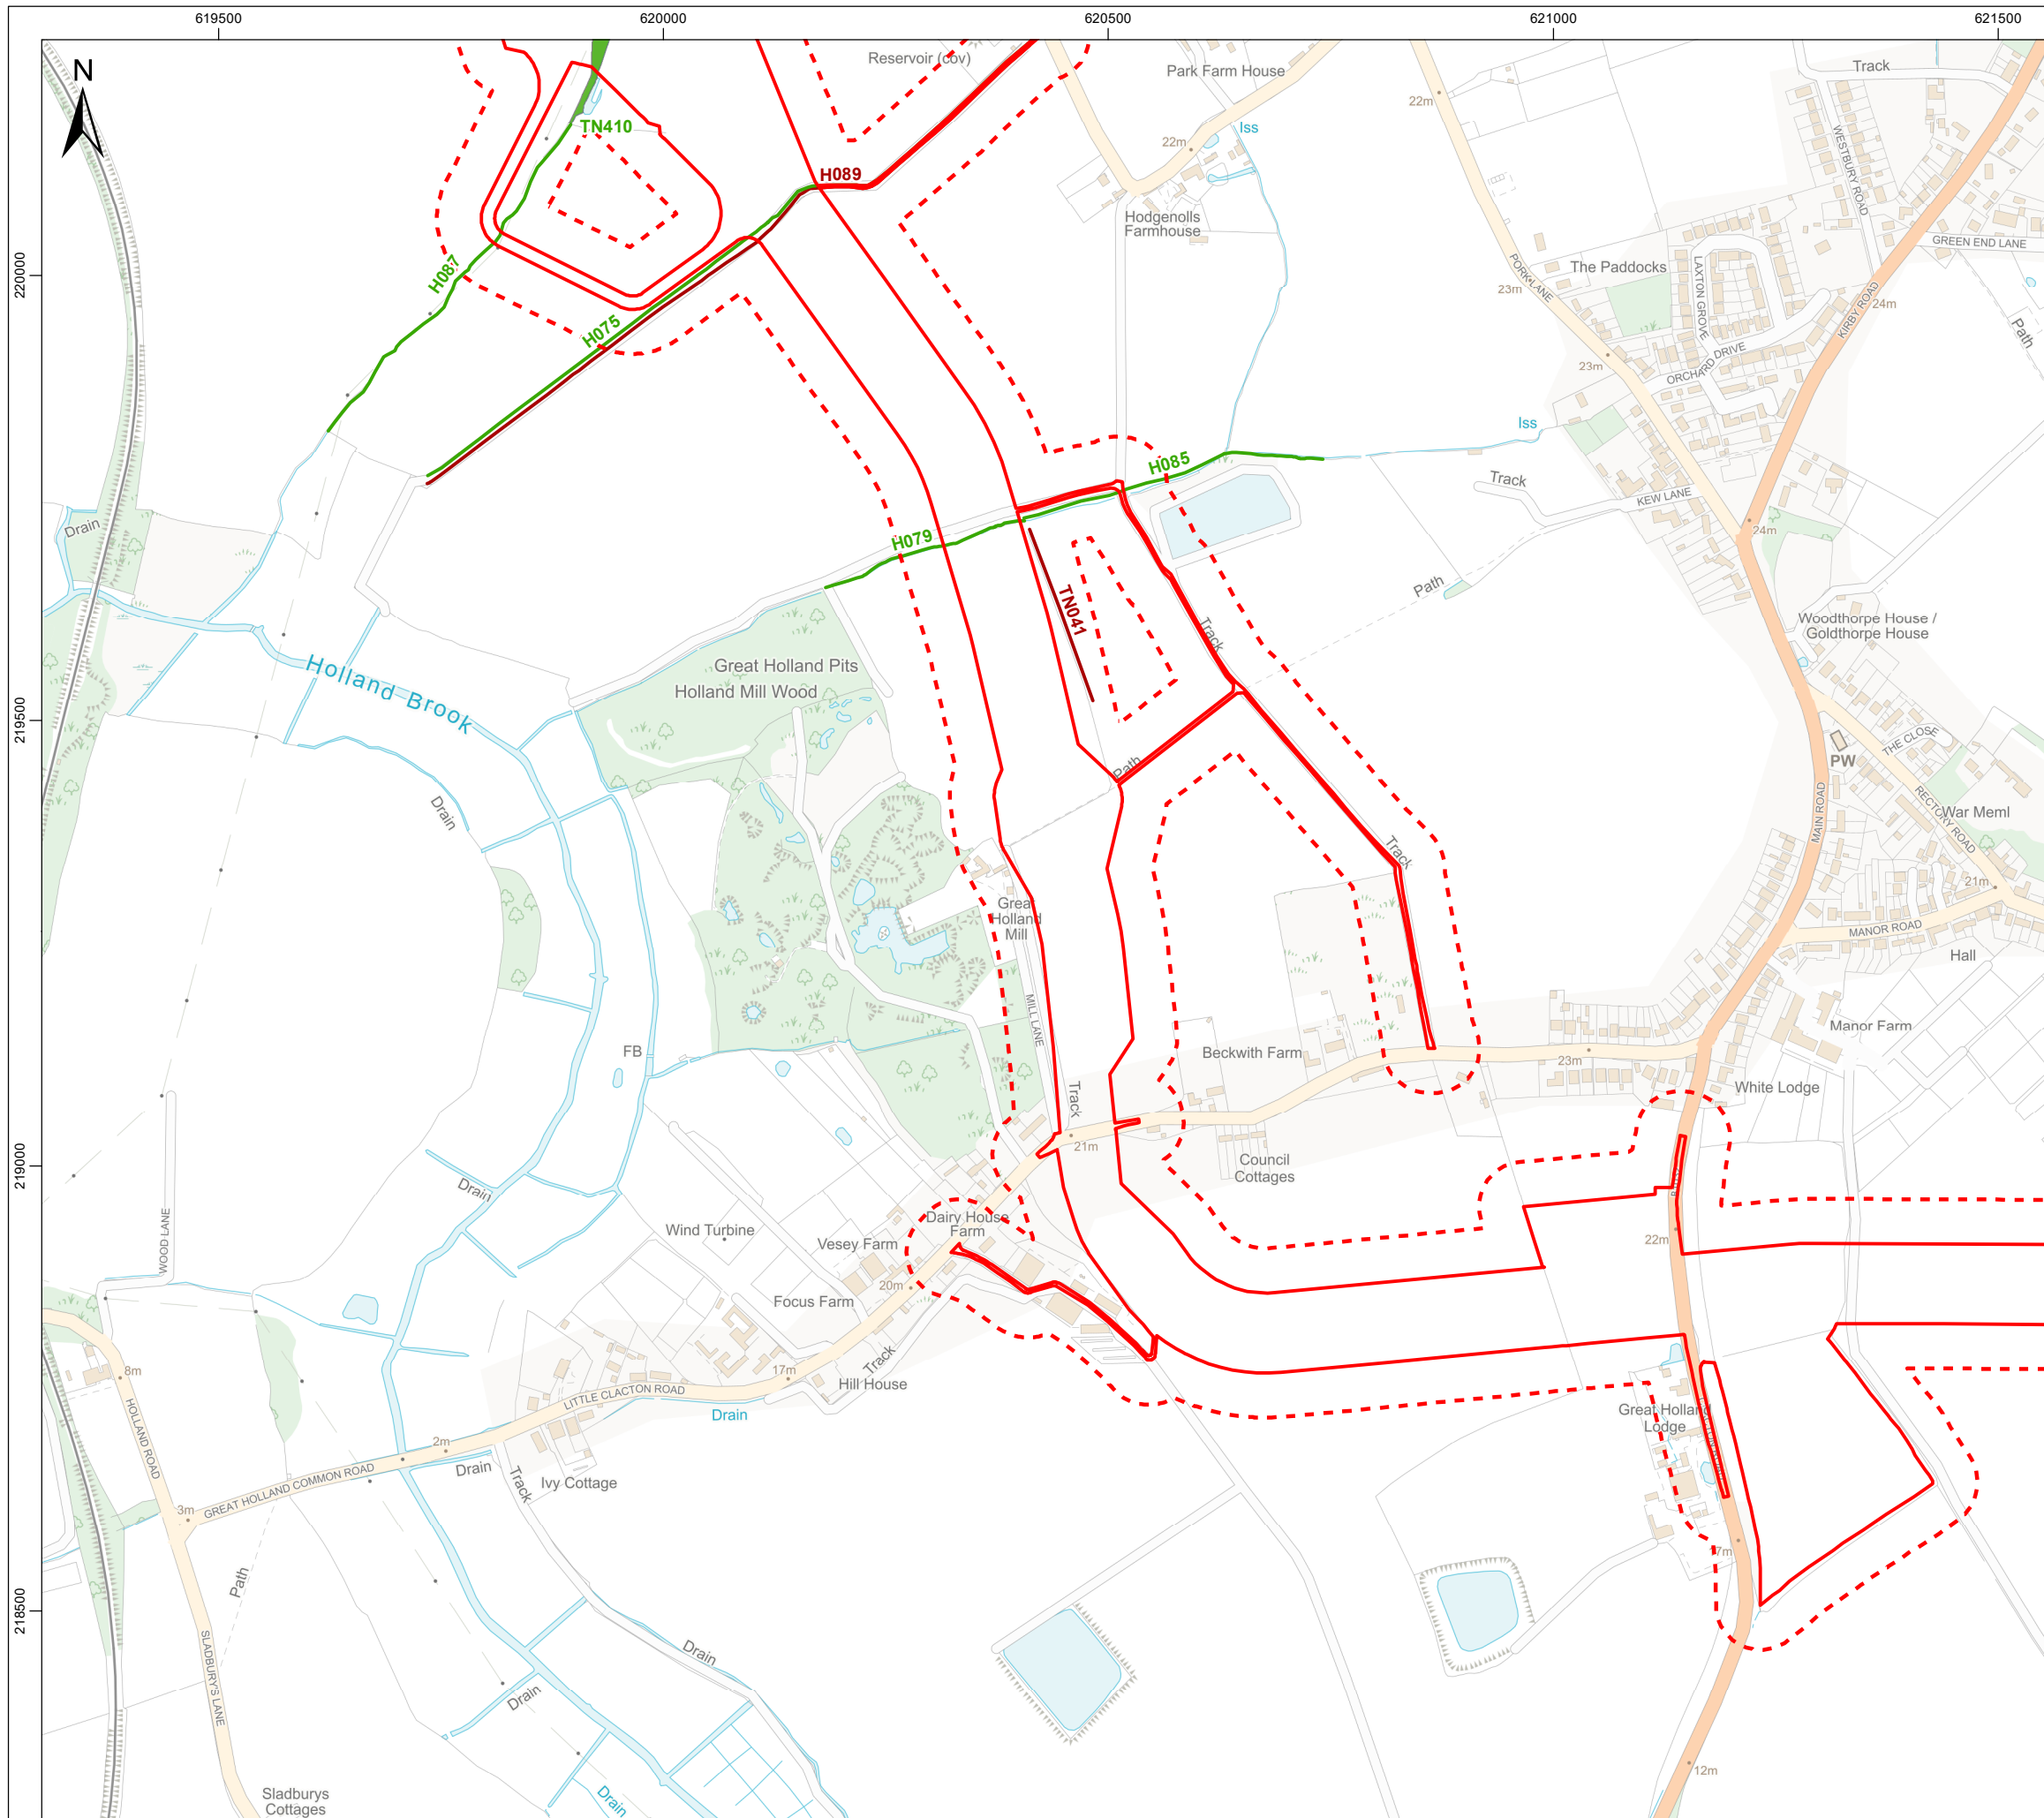 619500
620000
620500
621000
621500
N
Reservoir (cov)
Park Farm House
Track
22m
TN410
Iss
22m
WESTBURY ROAD
H089
Hodgenolls
Farmhouse
GREEN END LANE
220000
H087
The Paddocks
PORK LANE
LAXTON GROVE
Path
23m
24m
KIRBY ROAD
H075
23m
ORCHARD DRIVE
Iss
H085
Track
KEW LANE
Drain
24m
H079
Path
TN041
Track
Woodthorpe House /
Goldthorpe House
Holland Brook
Great Holland Pits
Holland Mill Wood
219500
THE CLOSE
PW
Path
Drain
MAIN ROAD
RECTORY ROAD
War Meml
Track
21m
Great
Holland
Mill
MANOR ROAD
Hall
MILL LANE
Manor Farm
FB
Beckwith Farm
23m
White Lodge
Track
21m
219000
Council
Cottages
Drain
Dairy House
Farm
Wind Turbine
Vesey Farm
WOOD LANE
22m
20m
Focus Farm
Track
8m
17m
Hill House
HOLLAND ROAD
LITTLE CLACTON ROAD
Drain
Great Holland
Lodge
2m
Drain
GREAT HOLLAND COMMON ROAD
Track
Ivy Cottage
3m
17m
Path
218500
SLADBURY'S LANE
Drain
Drain
12m
Sladburys
Cottages
Drain